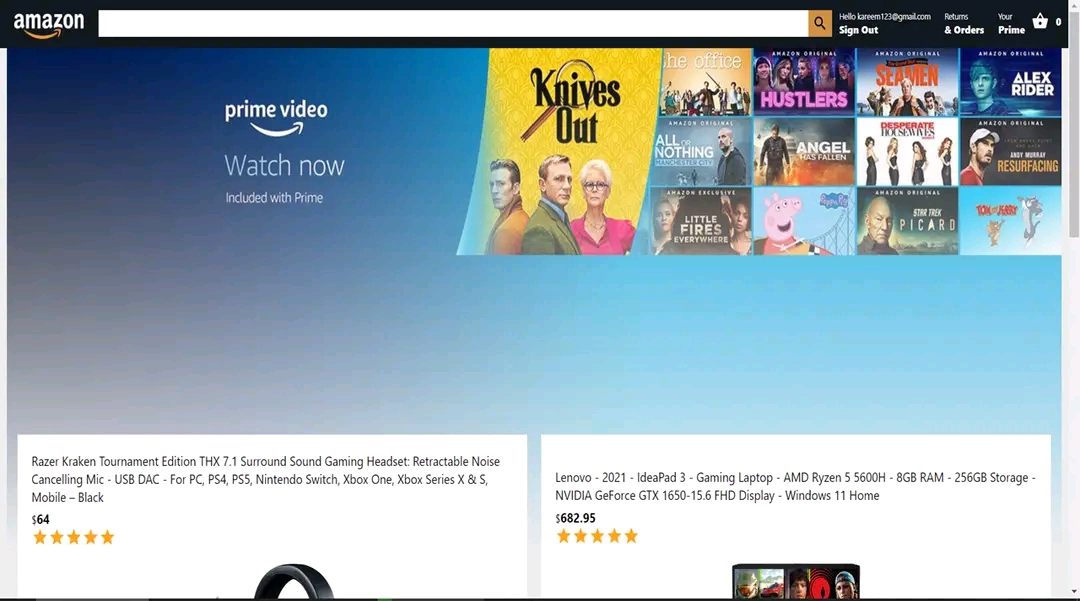 amazon
Hello kareem123@gmail.com
Sign Out
Returns
& Orders
Your
Prime
0
prime video
Watch now
Included with Prime
Knives
Out
the office
AMAZON ORIGINAL
HUSTLERS
AMAZON ORIGINAL
SEAMEN
AMAZON ORIGINAL
ALEX
RIDER
AMAZON ORIGINAL
ALL OR
NOTHING
MANCHESTER CITY
ANGEL
HAS FALLEN
DESPERATE
HOUSEWIVES
AMAZON ORIGINAL
ANDY MURRAY
RESURFACING
AMAZON EXCLUSIVE
LITTLE
FIRES
EVERYWHERE
Peppa Pig
AMAZON ORIGINAL
STAR TREK
PICARD
TOM and JERRY
Razer Kraken Tournament Edition THX 7.1 Surround Sound Gaming Headset: Retractable Noise
Cancelling Mic - USB DAC - For PC, PS4, PS5, Nintendo Switch, Xbox One, Xbox Series X & S,
Mobile – Black
$64
Lenovo - 2021 - IdeaPad 3 - Gaming Laptop - AMD Ryzen 5 5600H - 8GB RAM - 256GB Storage -
NVIDIA GeForce GTX 1650-15.6 FHD Display - Windows 11 Home
$682.95